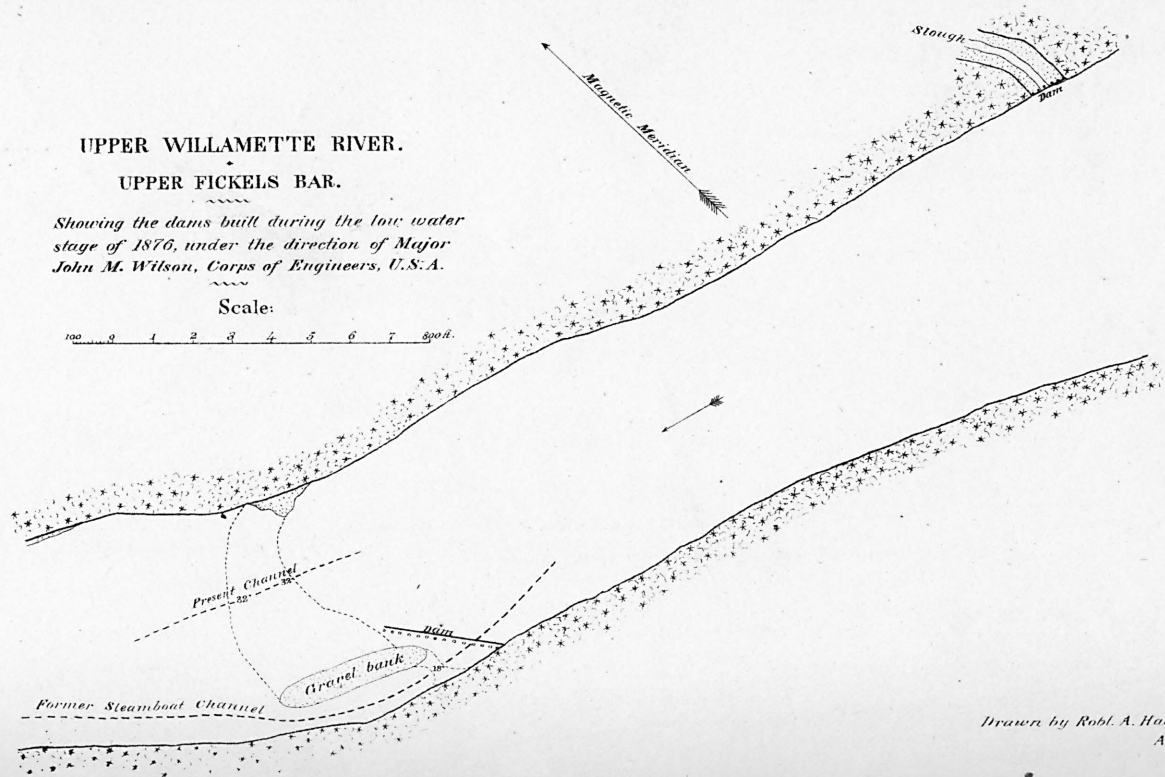 UPPER WILLAMETTE RIVER.
UPPER FICKELS BAR.
Showing the dams built during the low water
stage of 1876, under the direction of Major
John M. Wilson, Corps of Engineers, U.S.A.
Scale:
100 0 1 2 3 4 5 6 7 800 ft.
Magnetic Meridian
Slough
Dam
Present Channel
32"
32"
Dam
Gravel bank
18"
Former Steamboat Channel
Drawn by Robt. A. Ha
A